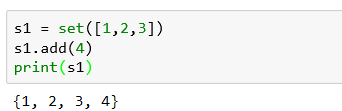 s1 = set([1,2,3])
s1.add(4)
print(s1)
{1, 2, 3, 4}